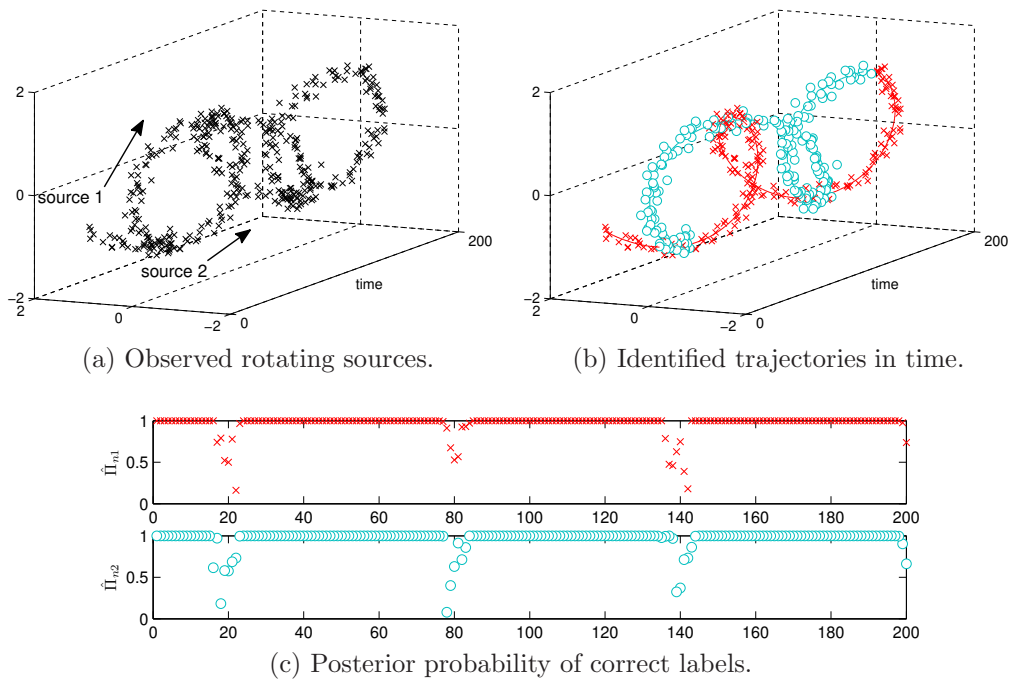 2
0
−2
2
0
−2
0
200
time
source 1
source 2
2
0
−2
2
0
−2
0
200
time
(a) Observed rotating sources.
(b) Identified trajectories in time.
1
0.5
0
Π̂n1
0 20 40 60 80 100 120 140 160 180 200
1
0.5
0
Π̂n2
0 20 40 60 80 100 120 140 160 180 200
(c) Posterior probability of correct labels.